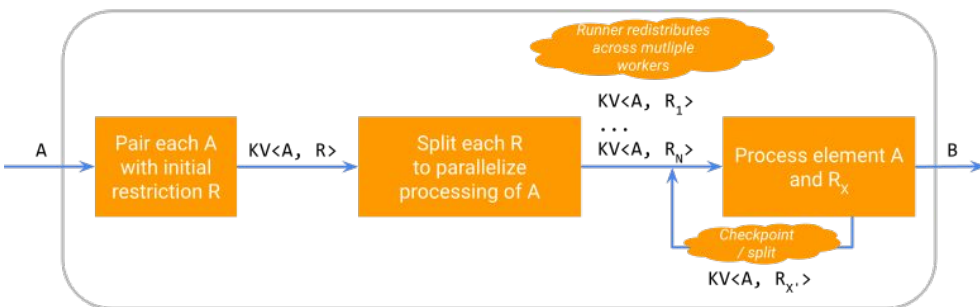 Runner redistributes
across mutliple
workers
A
Pair each A
with initial
restriction R
KV<A, R>
Split each R
to parallelize
processing of A
KV<A, R1>
...
KV<A, RN>
Process element A
and RX
B
Checkpoint
/ split
KV<A, RX'>